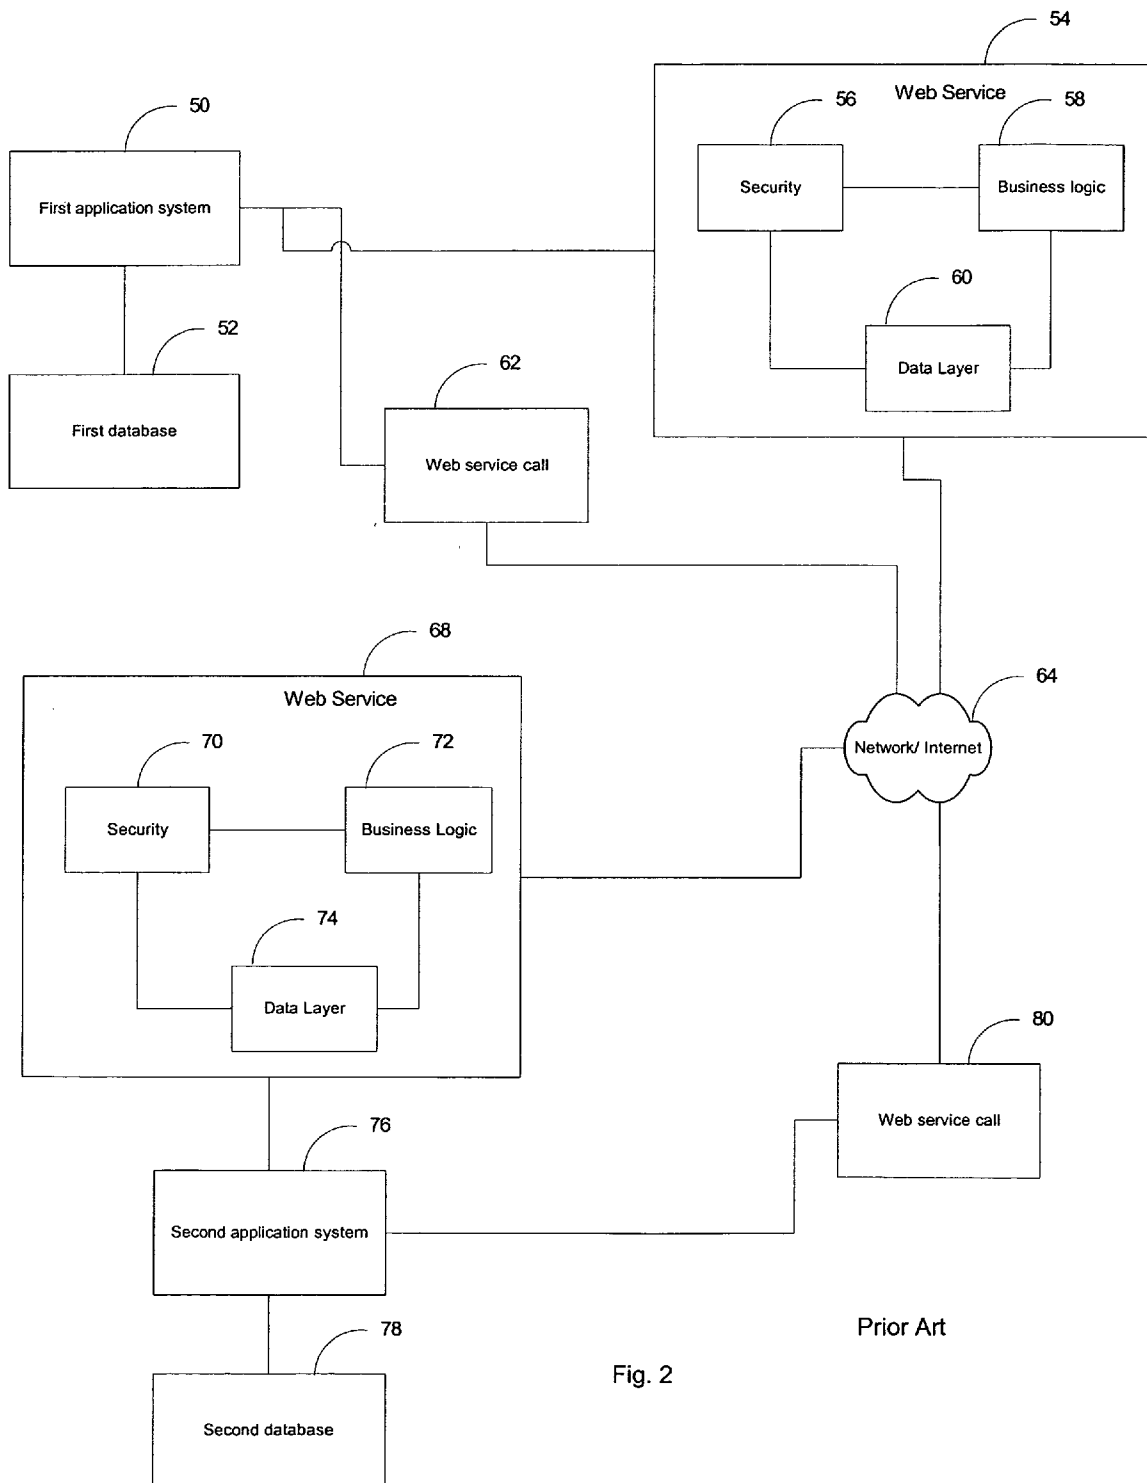 54
Web Service
50
56
58
First application system
Security
Business logic
60
Data Layer
52
First database
62
Web service call
68
Web Service
64
Network/ Internet
70
72
Security
Business Logic
74
Data Layer
80
Web service call
76
Second application system
Prior Art
78
Fig. 2
Second database